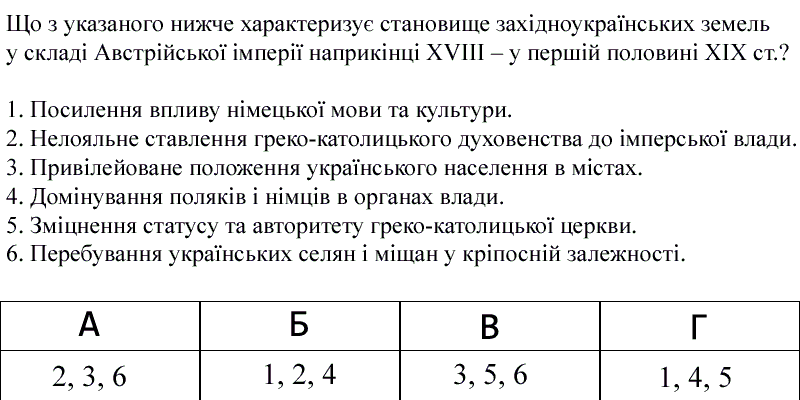 Що з указаного нижче характеризує становище західноукраїнських земель
у складі Австрійської імперії наприкінці XVIII – у першій половині XIX ст.?
1. Посилення впливу німецької мови та культури.
2. Нелояльне ставлення греко-католицького духовенства до імперської влади.
3. Привілейоване положення українського населення в містах.
4. Домінування поляків і німців в органах влади.
5. Зміцнення статусу та авторитету греко-католицької церкви.
6. Перебування українських селян і міщан у кріпосній залежності.
А Б В Г
2, 3, 6 1, 2, 4 3, 5, 6 1, 4, 5